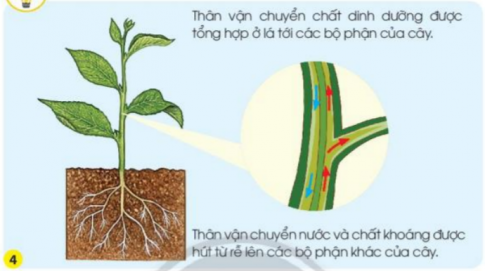 Thân vận chuyển chất dinh dưỡng được
tổng hợp ở lá tới các bộ phận của cây.
Thân vận chuyển nước và chất khoáng được
hút từ rễ lên các bộ phận khác của cây.
4